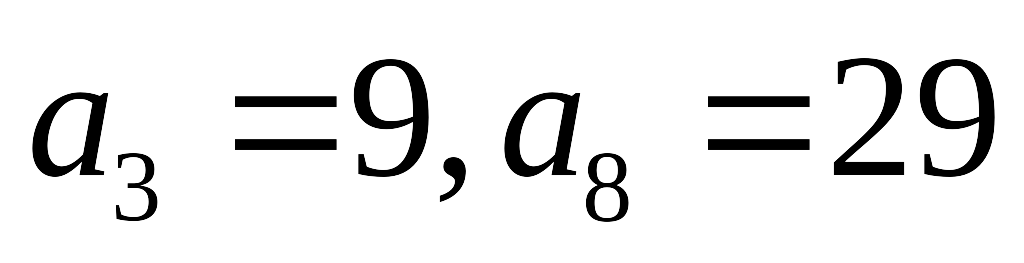 a₃ =9, a₈ =29